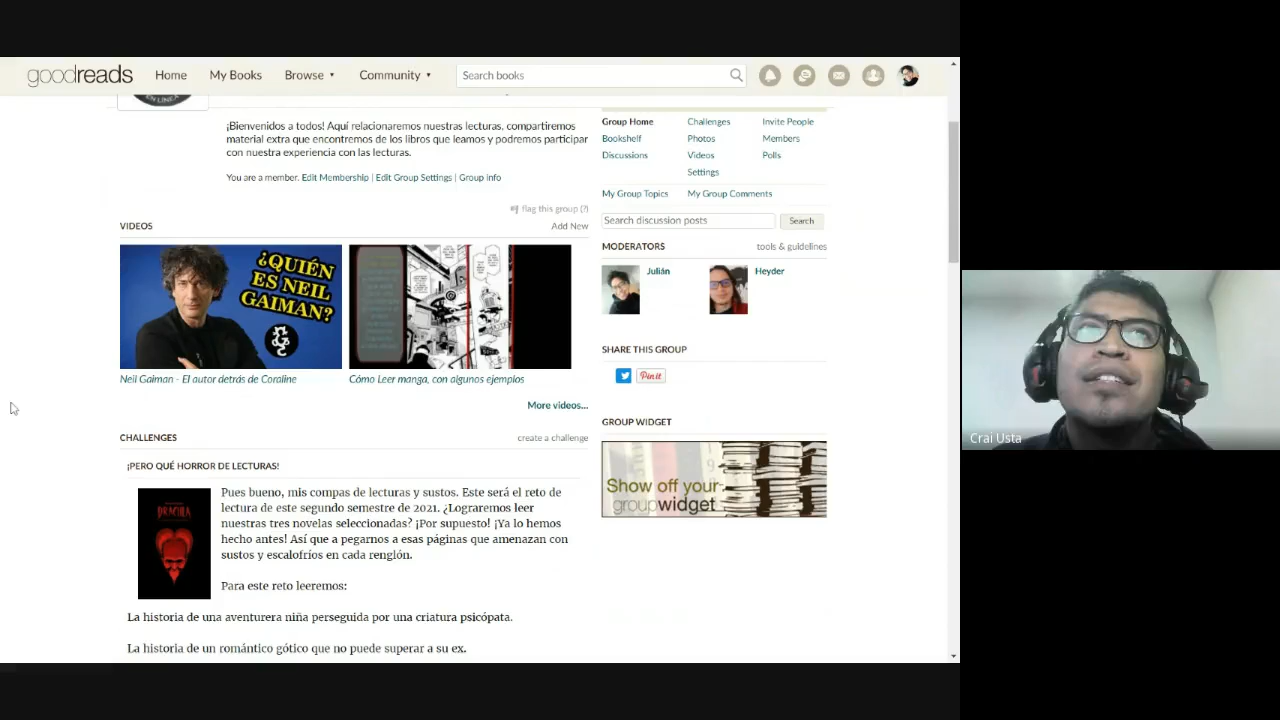 goodreads
Home
My Books
Browse ▾
Community ▾
Search books
EN LÍNEA
¡Bienvenidos a todos! Aquí relacionaremos nuestras lecturas, compartiremos
material extra que encontremos de los libros que leamos y podremos participar
con nuestra experiencia con las lecturas.
You are a member. Edit Membership | Edit Group Settings | Group Info
flag this group (?)
VIDEOS
Add New
¿QUIÉN
ES NEIL
GAIMAN?
Neil Gaiman - El autor detrás de Coraline
Cómo Leer manga, con algunos ejemplos
More videos...
CHALLENGES
create a challenge
¡PERO QUÉ HORROR DE LECTURAS!
DRACULA
Pues bueno, mis compas de lecturas y sustos. Este será el reto de
lectura de este segundo semestre de 2021. ¿Lograremos leer
nuestras tres novelas seleccionadas? ¡Por supuesto! ¡Ya lo hemos
hecho antes! Así que a pegarnos a esas páginas que amenazan con
sustos y escalofríos en cada renglón.
Para este reto leeremos:
La historia de una aventurera niña perseguida por una criatura psicópata.
La historia de un romántico gótico que no puede superar a su ex.
Group Home
Challenges
Invite People
Bookshelf
Photos
Members
Discussions
Videos
Polls
Settings
My Group Topics
My Group Comments
Search discussion posts
Search
MODERATORS
tools & guidelines
Julián
Heyder
SHARE THIS GROUP
Pin it
GROUP WIDGET
Show off your
groupwidget
Crai Usta